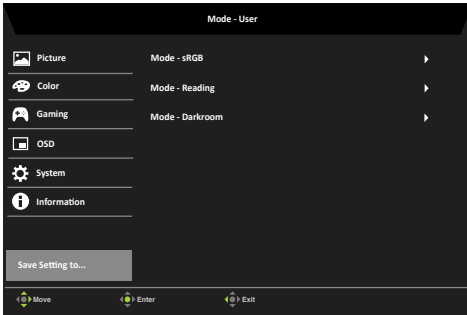 Mode - User
Picture
Mode - sRGB
Color
Mode - Reading
Gaming
Mode - Darkroom
OSD
System
Information
Save Setting to...
Move
Enter
Exit